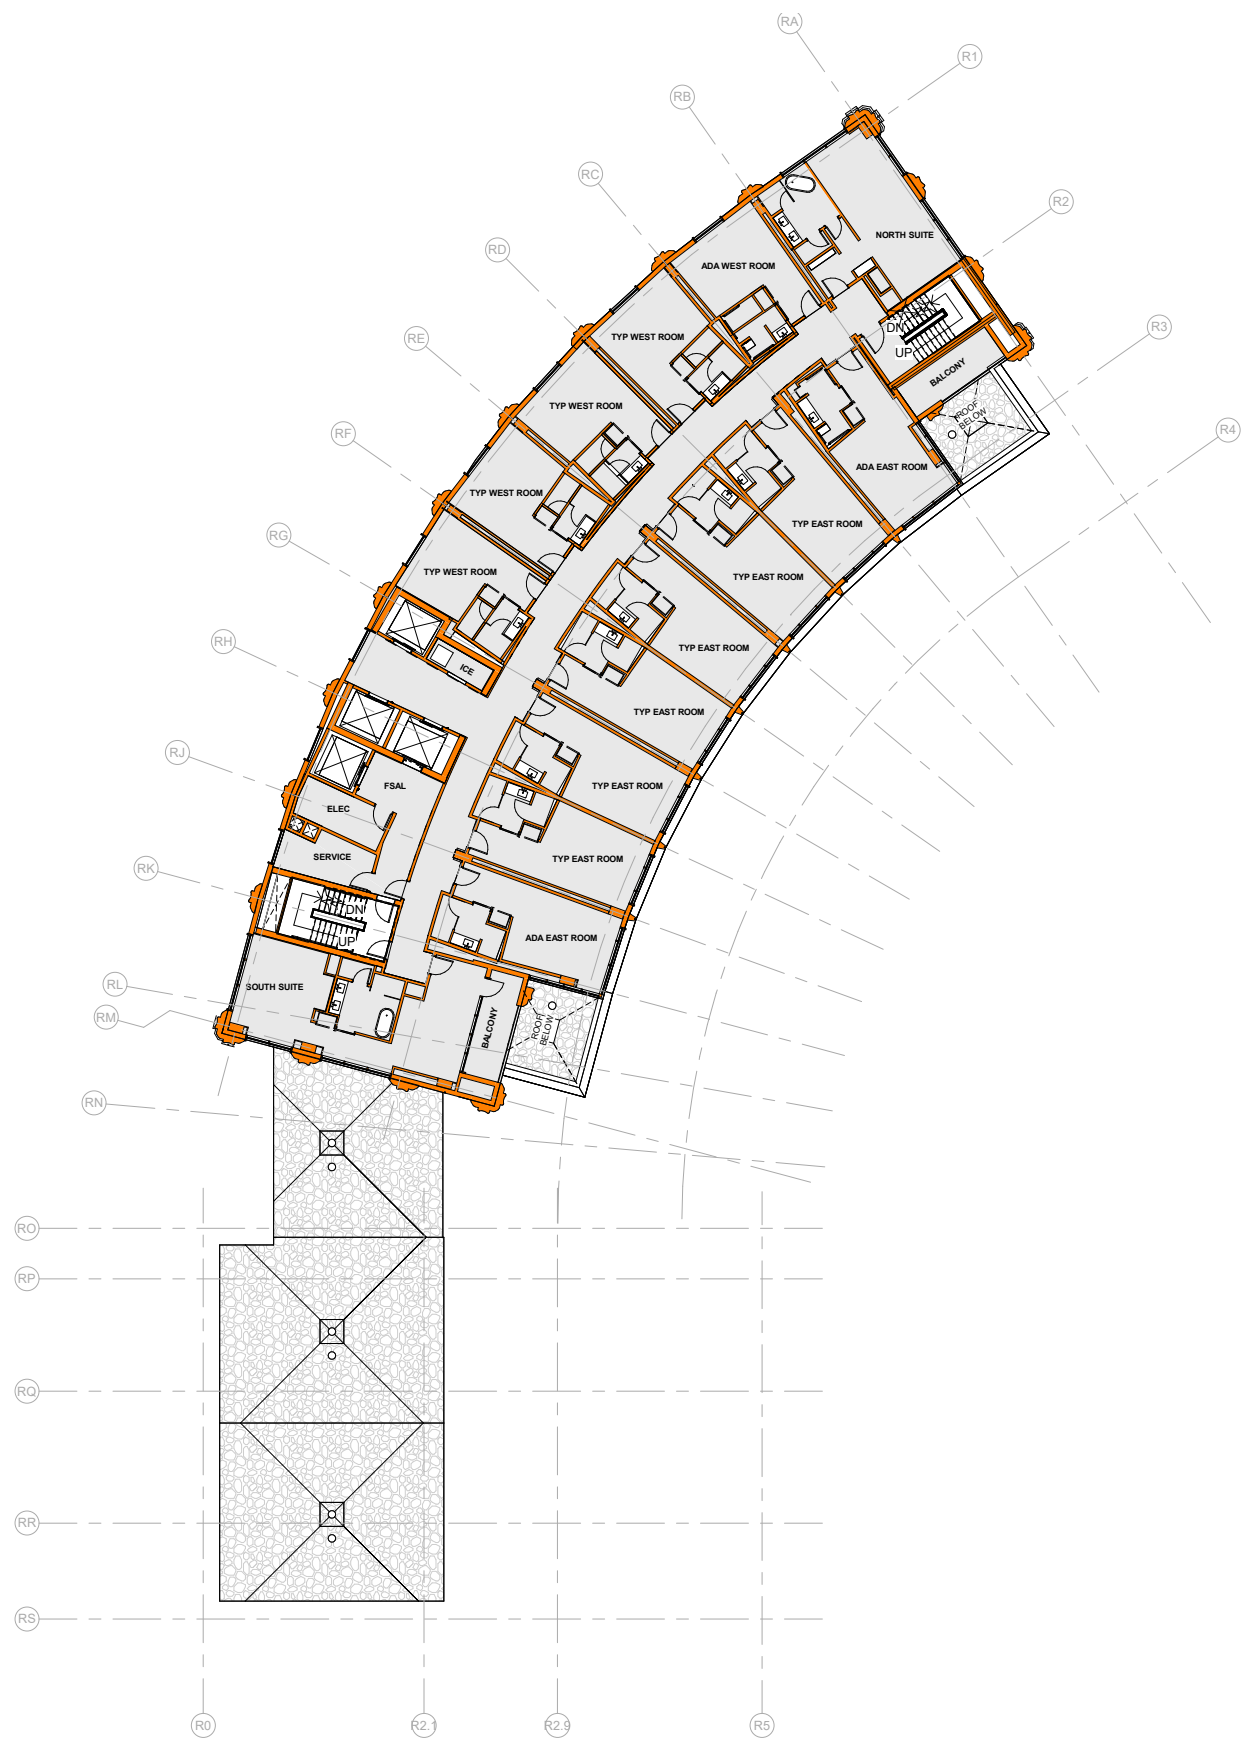 RA
R1
RB
RC
R2
NORTH SUITE
RD
ADA WEST ROOM
R3
DN
RE
TYP WEST ROOM
UP
BALCONY
TYP WEST ROOM
ROOF
BELOW
R4
RF
ADA EAST ROOM
TYP WEST ROOM
TYP EAST ROOM
RG
TYP WEST ROOM
TYP EAST ROOM
RH
TYP EAST ROOM
ICE
TYP EAST ROOM
RJ
FSAL
TYP EAST ROOM
ELEC
SERVICE
TYP EAST ROOM
RK
DN
UP
ADA EAST ROOM
RL
SOUTH SUITE
RM
BALCONY
ROOF
BELOW
RN
RO
RP
RQ
RR
RS
R0
R2.1
R2.9
R5